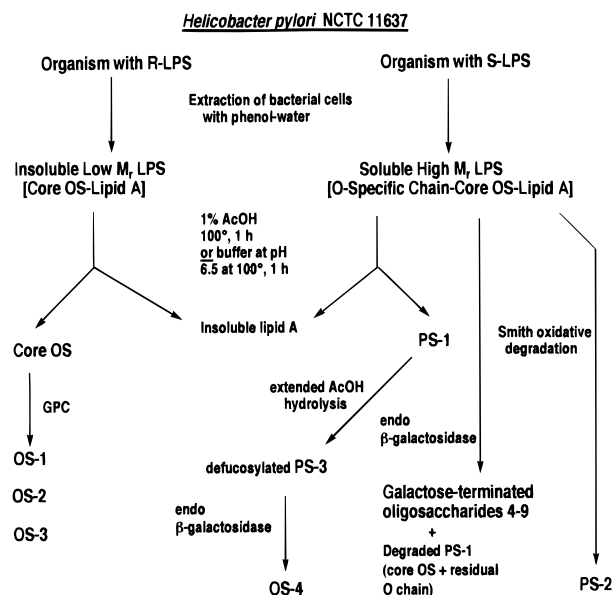 Helicobacter pylori NCTC 11637
Organism with R-LPS
Organism with S-LPS
Extraction of bacterial cells
with phenol-water
Insoluble Low Mr LPS
[Core OS-Lipid A]
Soluble High Mr LPS
[O-Specific Chain-Core OS-Lipid A]
1% AcOH
100°, 1 h
or buffer at pH
6.5 at 100°, 1 h
Insoluble lipid A
Core OS
PS-1
Smith oxidative
degradation
GPC
extended AcOH
hydrolysis
endo
β-galactosidase
OS-1
OS-2
OS-3
defucosylated PS-3
endo
β-galactosidase
Galactose-terminated
oligosaccharides 4-9
+
Degraded PS-1
(core OS + residual
O chain)
OS-4
PS-2